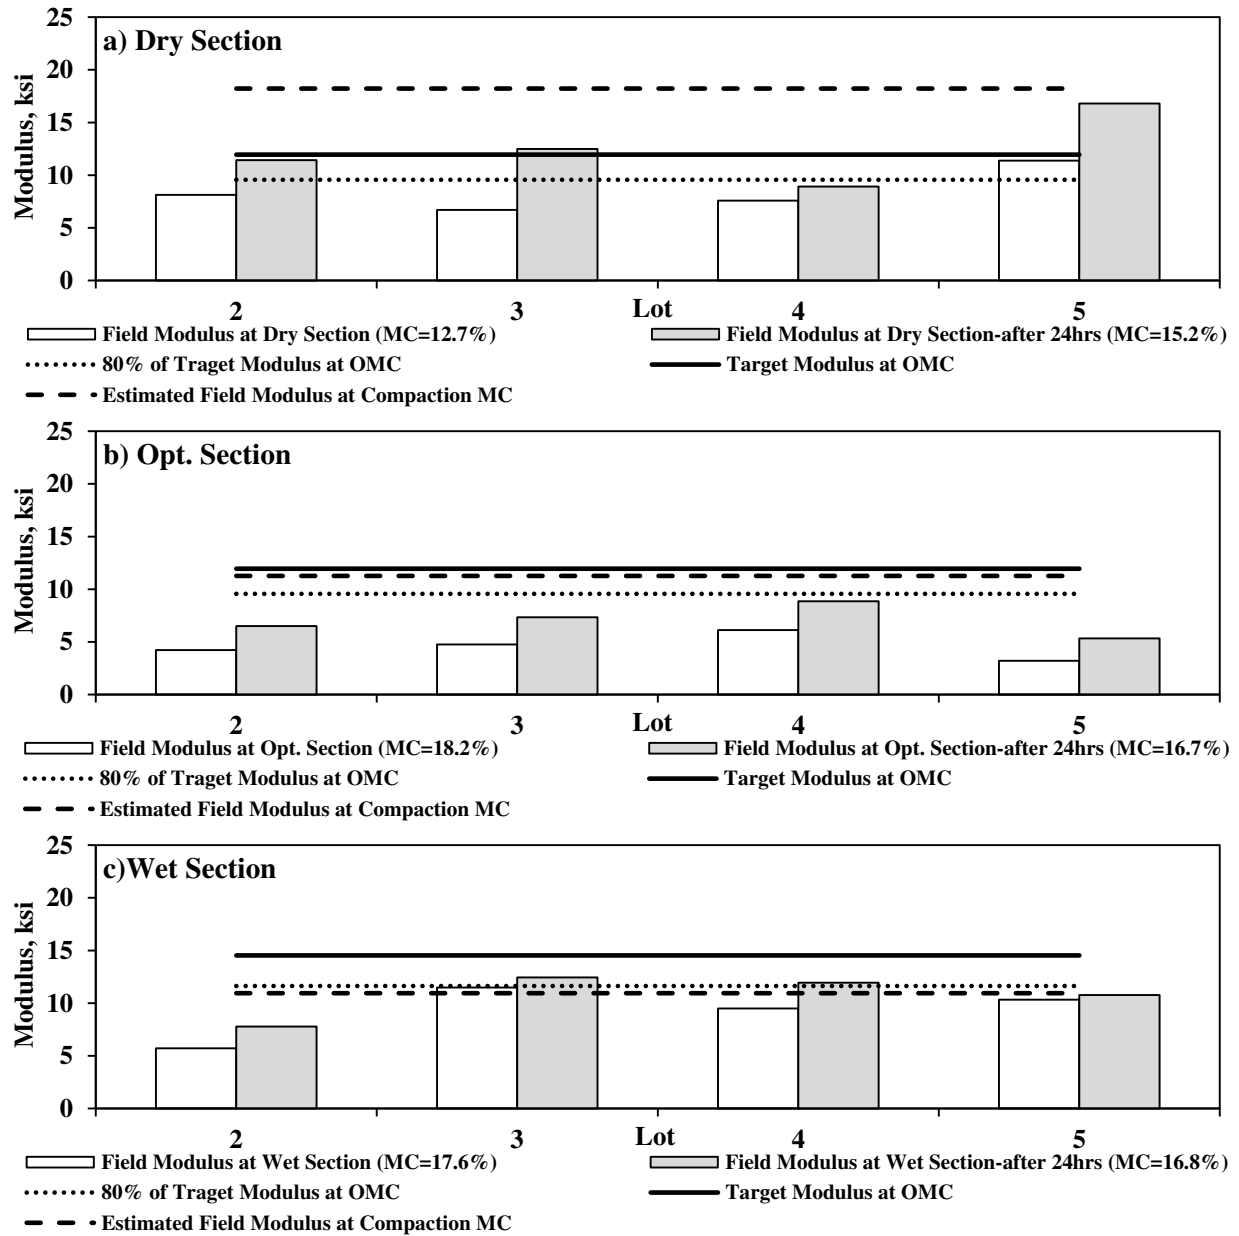 a) Dry Section
Modulus, ksi
25
20
15
10
5
0
2 3 Lot 4 5
Field Modulus at Dry Section (MC=12.7%) Field Modulus at Dry Section-after 24hrs (MC=15.2%)
80% of Traget Modulus at OMC Target Modulus at OMC
Estimated Field Modulus at Compaction MC
b) Opt. Section
Modulus, ksi
25
20
15
10
5
0
2 3 Lot 4 5
Field Modulus at Opt. Section (MC=18.2%) Field Modulus at Opt. Section-after 24hrs (MC=16.7%)
80% of Traget Modulus at OMC Target Modulus at OMC
Estimated Field Modulus at Compaction MC
c)Wet Section
Modulus, ksi
25
20
15
10
5
0
2 3 Lot 4 5
Field Modulus at Wet Section (MC=17.6%) Field Modulus at Wet Section-after 24hrs (MC=16.8%)
80% of Traget Modulus at OMC Target Modulus at OMC
Estimated Field Modulus at Compaction MC